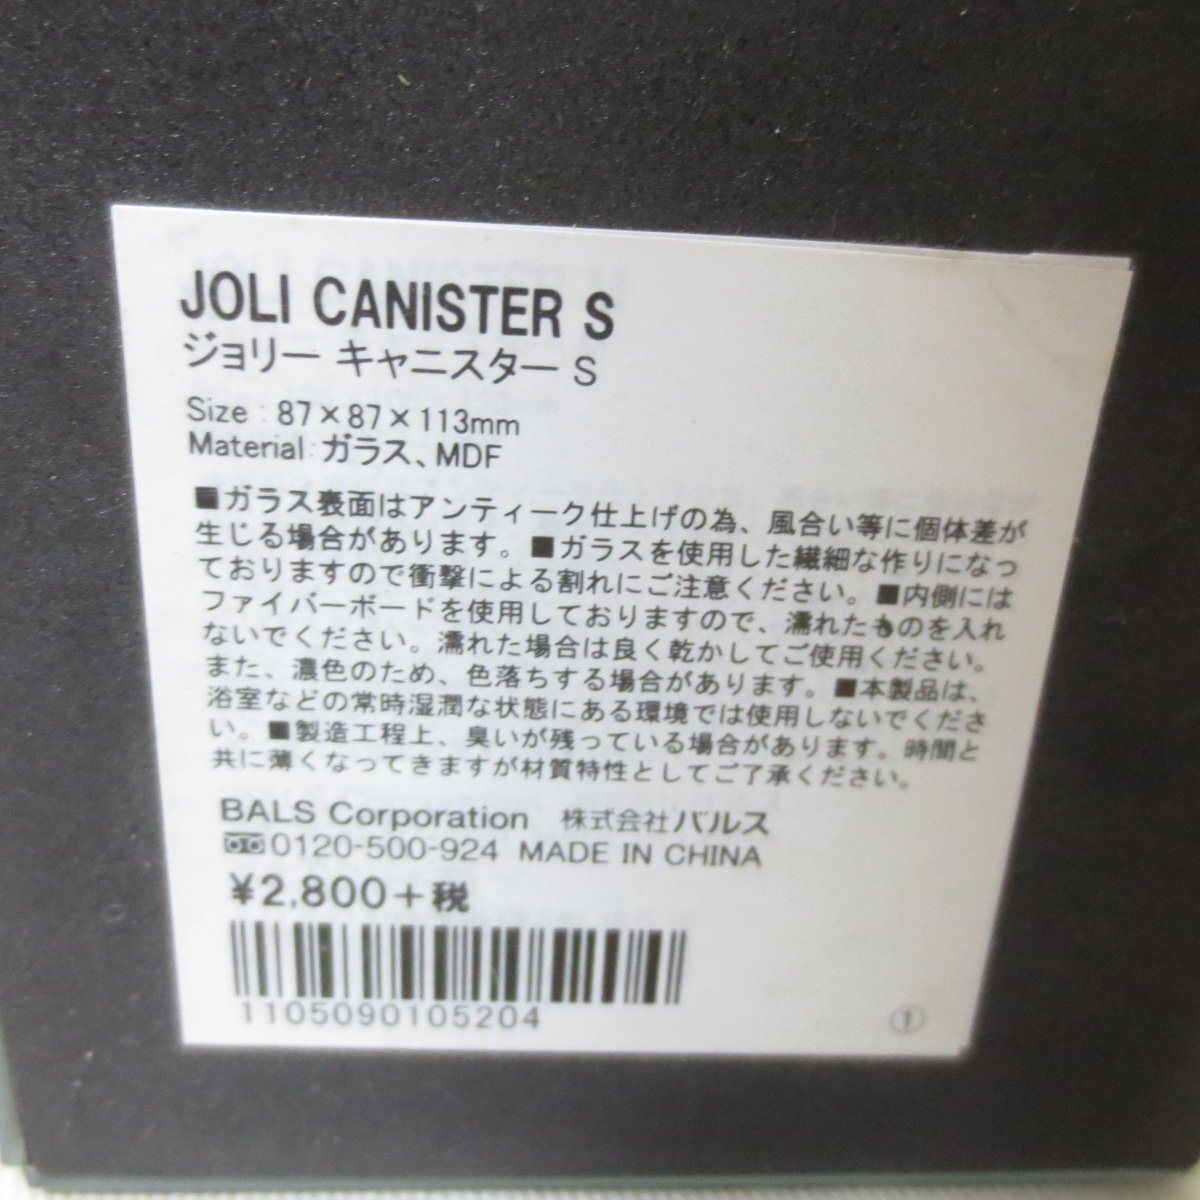 JOLI CANISTER S
ジョリー キャニスター S
Size : 87×87×113mm
Material:ガラス、MDF
■ガラス表面はアンティーク仕上げの為、風合い等に個体差が
生じる場合があります。■ガラスを使用した繊細な作りになっ
ておりますので衝撃による割れにご注意ください。■内側には
ファイバーボードを使用しておりますので、濡れたものを入れ
ないでください。濡れた場合は良く乾かしてご使用ください。
また、濃色のため、色落ちする場合があります。■本製品は、
浴室などの常時湿潤な状態にある環境では使用しないでくださ
い。■製造工程上、臭いが残っている場合があります。時間と
共に薄くなってきますが材質特性としてご了承ください。
BALS Corporation 株式会社バルス
0120-500-924 MADE IN CHINA
¥2,800+税
1105090105204
①